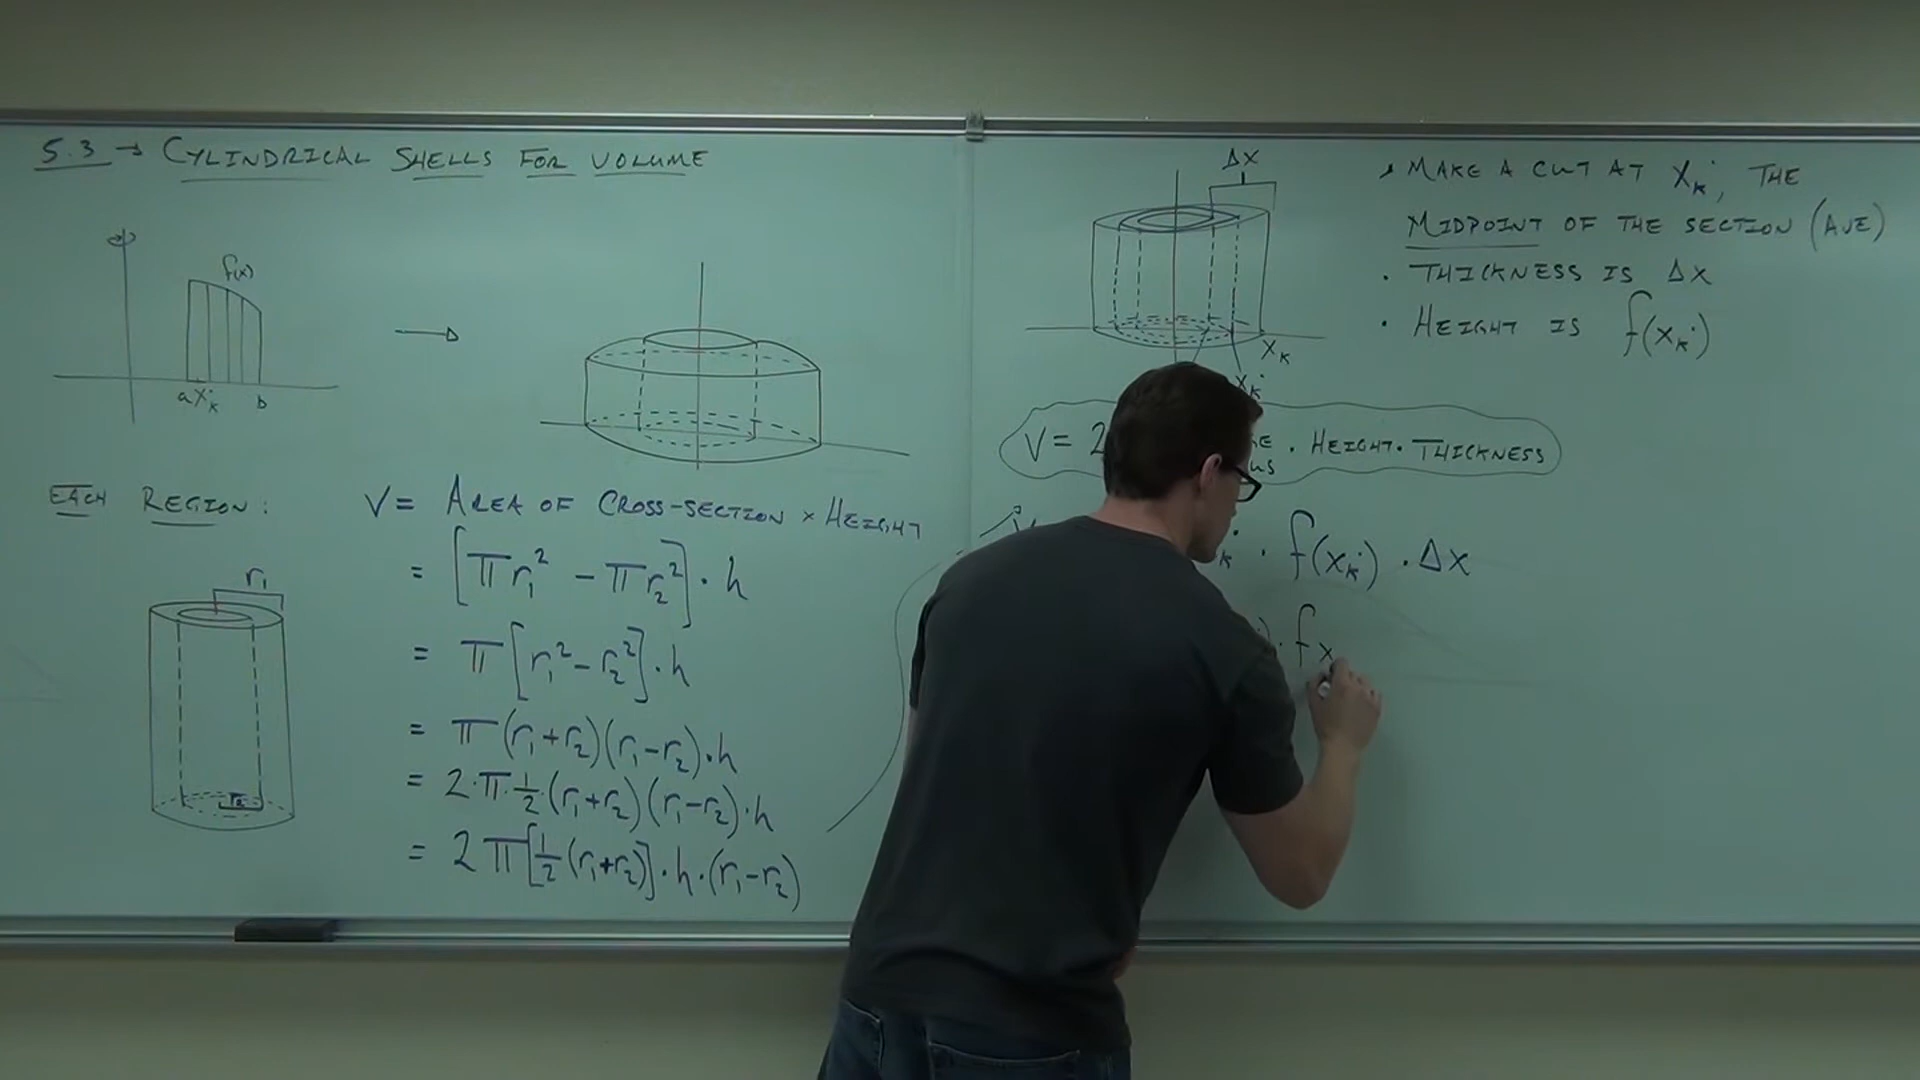 5.3 → CYLINDRICAL SHELLS FOR VOLUME
f(x)
a x_k^* b
EACH REGION:
r₁
r₂
V = AREA OF CROSS-SECTION × HEIGHT
= [πr₁² - πr₂²]·h
= π[r₁² - r₂²]·h
= π(r₁+r₂)(r₁-r₂)·h
= 2·π·½·(r₁+r₂)(r₁-r₂)·h
= 2π[½(r₁+r₂)]·h·(r₁-r₂)
Δx
x_k
x_k^*
· MAKE A CUT AT x_k^*, THE
MIDPOINT OF THE SECTION (AVE)
· THICKNESS IS Δx
· HEIGHT IS f(x_k^*)
V = 2 · HEIGHT · THICKNESS
· f(x_k^*) · Δx
) · f x